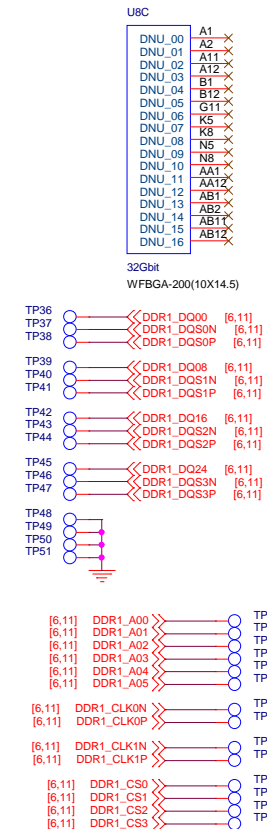 U8C
DNU_00 A1
DNU_01 A2
DNU_02 A11
DNU_03 A12
DNU_04 B1
DNU_05 B12
DNU_06 G11
DNU_07 K5
DNU_08 K8
DNU_09 N5
DNU_10 N8
DNU_11 AA1
DNU_12 AA12
DNU_13 AB1
DNU_14 AB2
DNU_15 AB11
DNU_16 AB12
32Gbit
WFBGA-200(10X14.5)
TP36 DDR1_DQ00 [6,11]
TP37 DDR1_DQS0N [6,11]
TP38 DDR1_DQS0P [6,11]
TP39 DDR1_DQ08 [6,11]
TP40 DDR1_DQS1N [6,11]
TP41 DDR1_DQS1P [6,11]
TP42 DDR1_DQ16 [6,11]
TP43 DDR1_DQS2N [6,11]
TP44 DDR1_DQS2P [6,11]
TP45 DDR1_DQ24 [6,11]
TP46 DDR1_DQS3N [6,11]
TP47 DDR1_DQS3P [6,11]
TP48
TP49
TP50
TP51
[6,11] DDR1_A00 TP
[6,11] DDR1_A01 TP
[6,11] DDR1_A02 TP
[6,11] DDR1_A03 TP
[6,11] DDR1_A04 TP
[6,11] DDR1_A05 TP
[6,11] DDR1_CLK0N TP
[6,11] DDR1_CLK0P TP
[6,11] DDR1_CLK1N TP
[6,11] DDR1_CLK1P TP
[6,11] DDR1_CS0 TP
[6,11] DDR1_CS1 TP
[6,11] DDR1_CS2 TP
[6,11] DDR1_CS3 TP